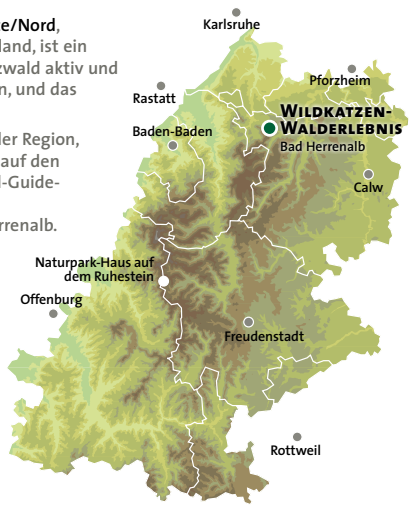 te/Nord,
land, ist ein
zwald aktiv und
n, und das
der Region,
auf den
l-Guide-
rrenalb.
Karlsruhe
Pforzheim
Rastatt
WILDKATZEN-
WALDERLEBNIS
Bad Herrenalb
Baden-Baden
Calw
Naturpark-Haus auf
dem Ruhestein
Offenburg
Freudenstadt
Rottweil